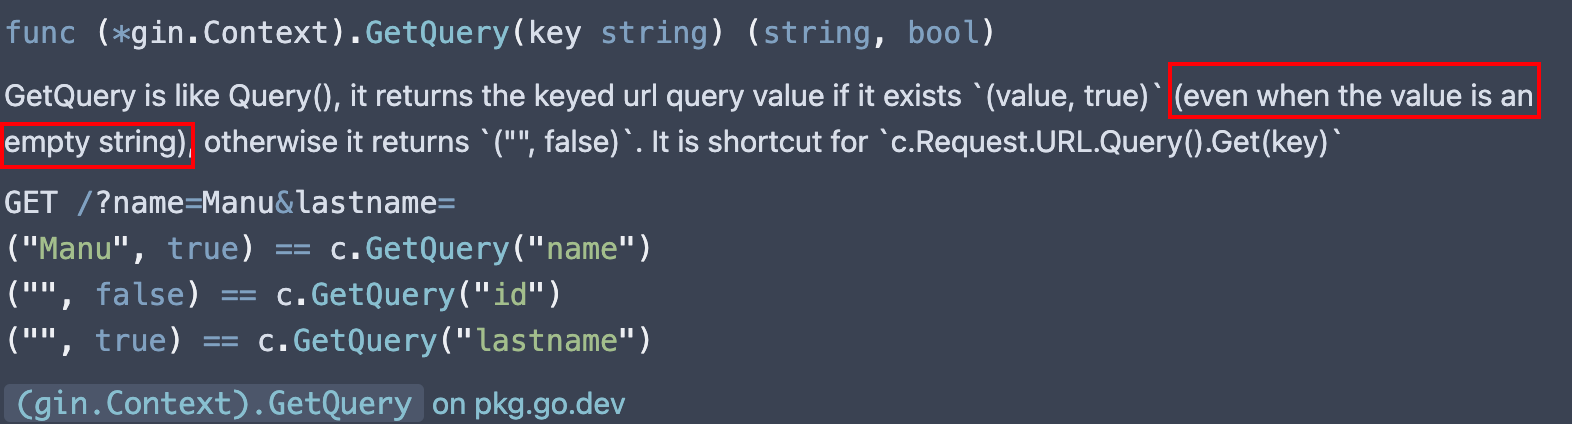 func (*gin.Context).GetQuery(key string) (string, bool)
GetQuery is like Query(), it returns the keyed url query value if it exists `(value, true)` (even when the value is an
empty string), otherwise it returns `("", false)`. It is shortcut for `c.Request.URL.Query().Get(key)`
GET /?name=Manu&lastname=
("Manu", true) == c.GetQuery("name")
("", false) == c.GetQuery("id")
("", true) == c.GetQuery("lastname")
(gin.Context).GetQuery on pkg.go.dev